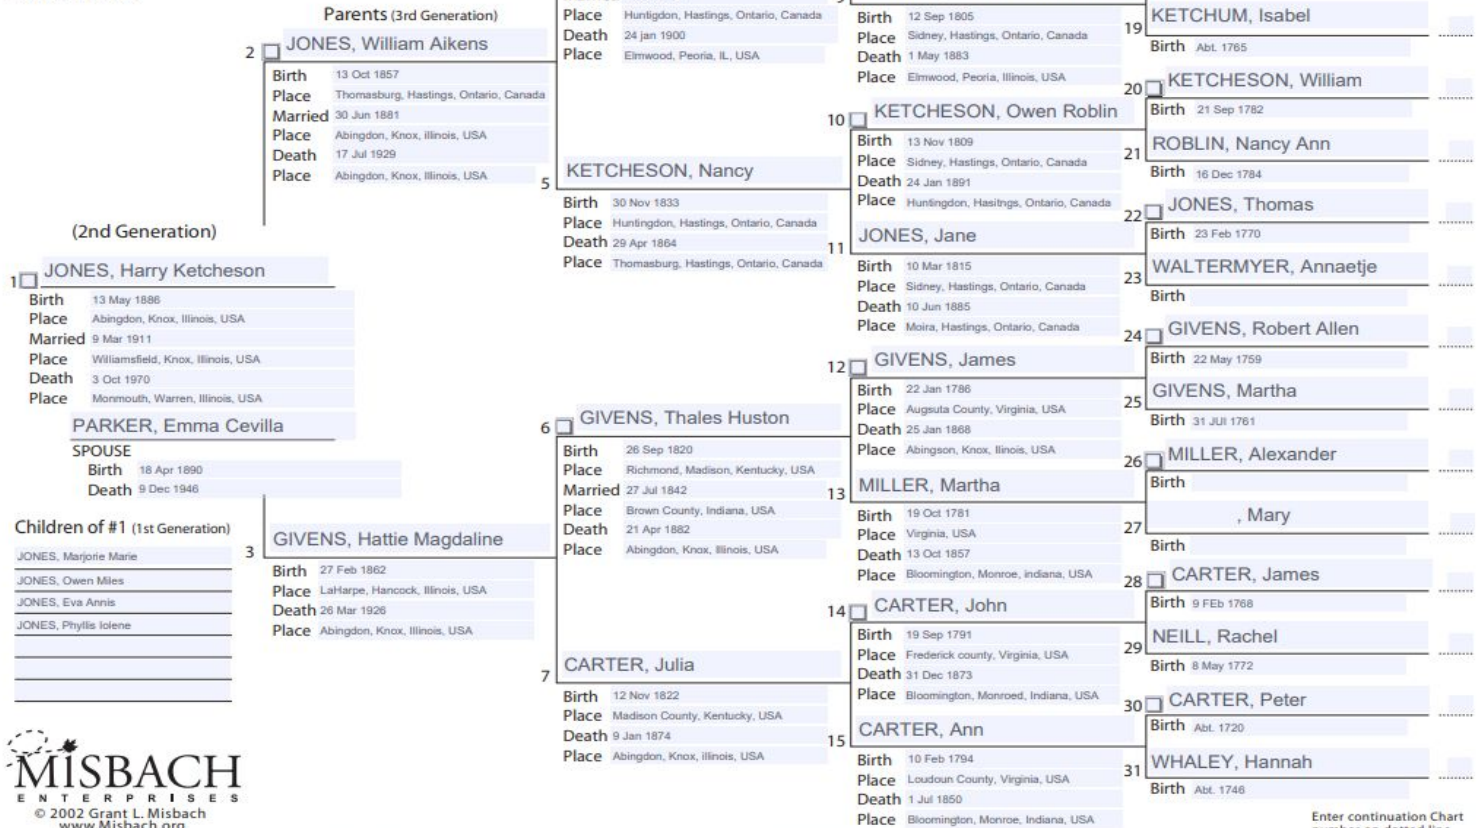 Parents (3rd Generation)
2 JONES, William Aikens
Birth 13 Oct 1857
Place Thomasburg, Hastings, Ontario, Canada
Married 30 Jun 1881
Place Abingdon, Knox, illinois, USA
Death 17 Jul 1929
Place Abingdon, Knox, Illinois, USA
(2nd Generation)
1 JONES, Harry Ketcheson
Birth 13 May 1886
Place Abingdon, Knox, Illinois, USA
Married 9 Mar 1911
Place Williamsfield, Knox, Illinois, USA
Death 3 Oct 1970
Place Monmouth, Warren, Illinois, USA
PARKER, Emma Cevilla
SPOUSE
Birth 18 Apr 1890
Death 9 Dec 1946
Children of #1 (1st Generation)
JONES, Marjorie Marie
JONES, Owen Miles
JONES, Eva Annis
JONES, Phyllis Iolene
3 GIVENS, Hattie Magdaline
Birth 27 Feb 1862
Place LaHarpe, Hancock, Illinois, USA
Death 26 Mar 1926
Place Abingdon, Knox, Illinois, USA
Place Huntigdon, Hastings, Ontario, Canada
Death 24 jan 1900
Place Elmwood, Peoria, IL, USA
5 KETCHESON, Nancy
Birth 30 Nov 1833
Place Huntingdon, Hastings, Ontario, Canada
Death 29 Apr 1864
Place Thomasburg, Hastings, Ontario, Canada
6 GIVENS, Thales Huston
Birth 26 Sep 1820
Place Richmond, Madison, Kentucky, USA
Married 27 Jul 1842
Place Brown County, Indiana, USA
Death 21 Apr 1882
Place Abingdon, Knox, Illinois, USA
7 CARTER, Julia
Birth 12 Nov 1822
Place Madison County, Kentucky, USA
Death 9 Jan 1874
Place Abingdon, Knox, illinois, USA
Birth 12 Sep 1805
Place Sidney, Hastings, Ontario, Canada
Death 1 May 1883
Place Elmwood, Peoria, Illinois, USA
10 KETCHESON, Owen Roblin
Birth 13 Nov 1809
Place Sidney, Hastings, Ontario, Canada
Death 24 Jan 1891
Place Huntingdon, Hasitngs, Ontario, Canada
11 JONES, Jane
Birth 10 Mar 1815
Place Sidney, Hastings, Ontario, Canada
Death 10 Jun 1885
Place Moira, Hastings, Ontario, Canada
12 GIVENS, James
Birth 22 Jan 1786
Place Augsuta County, Virginia, USA
Death 25 Jan 1868
Place Abingson, Knox, Ilinois, USA
13 MILLER, Martha
Birth 19 Oct 1781
Place Virginia, USA
Death 13 Oct 1857
Place Bloomington, Monroe, indiana, USA
14 CARTER, John
Birth 19 Sep 1791
Place Frederick county, Virginia, USA
Death 31 Dec 1873
Place Bloomington, Monroed, Indiana, USA
15 CARTER, Ann
Birth 10 Feb 1794
Place Loudoun County, Virginia, USA
Death 1 Jul 1850
Place Bloomington, Monroe, Indiana, USA
19 KETCHUM, Isabel
Birth Abt. 1765
20 KETCHESON, William
Birth 21 Sep 1782
21 ROBLIN, Nancy Ann
Birth 16 Dec 1784
22 JONES, Thomas
Birth 23 Feb 1770
23 WALTERMYER, Annaetje
Birth
24 GIVENS, Robert Allen
Birth 22 May 1759
25 GIVENS, Martha
Birth 31 JUl 1761
26 MILLER, Alexander
Birth
27 , Mary
Birth
28 CARTER, James
Birth 9 FEb 1768
29 NEILL, Rachel
Birth 8 May 1772
30 CARTER, Peter
Birth Abt. 1720
31 WHALEY, Hannah
Birth Abt. 1746
MISBACH
ENTERPRISES
© 2002 Grant L. Misbach
www.Misbach.org
Enter continuation Chart
number on dotted line